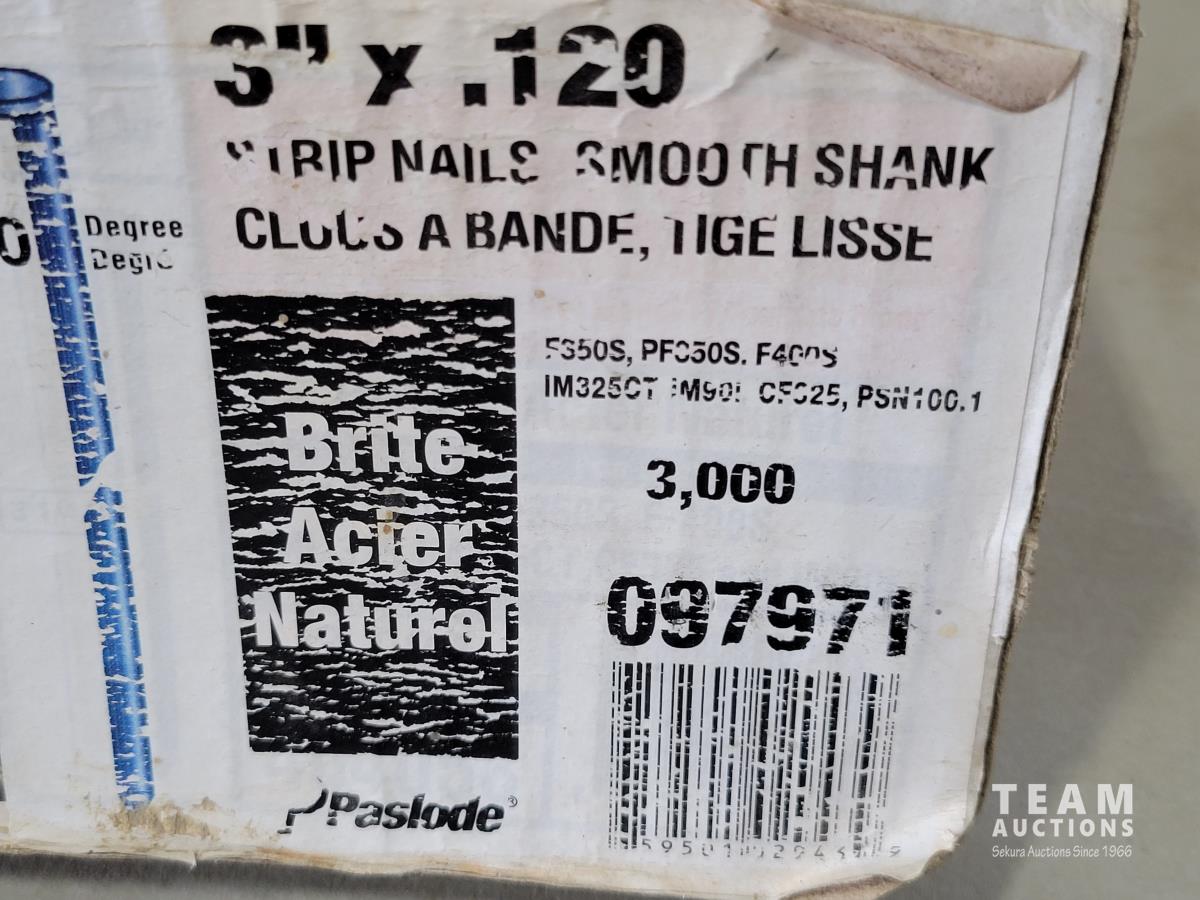 3" x .120
STRIP NAILS, SMOOTH SHANK
CLOUS A BANDE, TIGE LISSE
0 Degree
Degré
F350S, PF350S, F400S
IM325CT, CF325, PSN100.1
3,000
Brite
Acier
Naturel
097971
Paslode®
TEAM
AUCTIONS
Sekura Auctions Since 1966